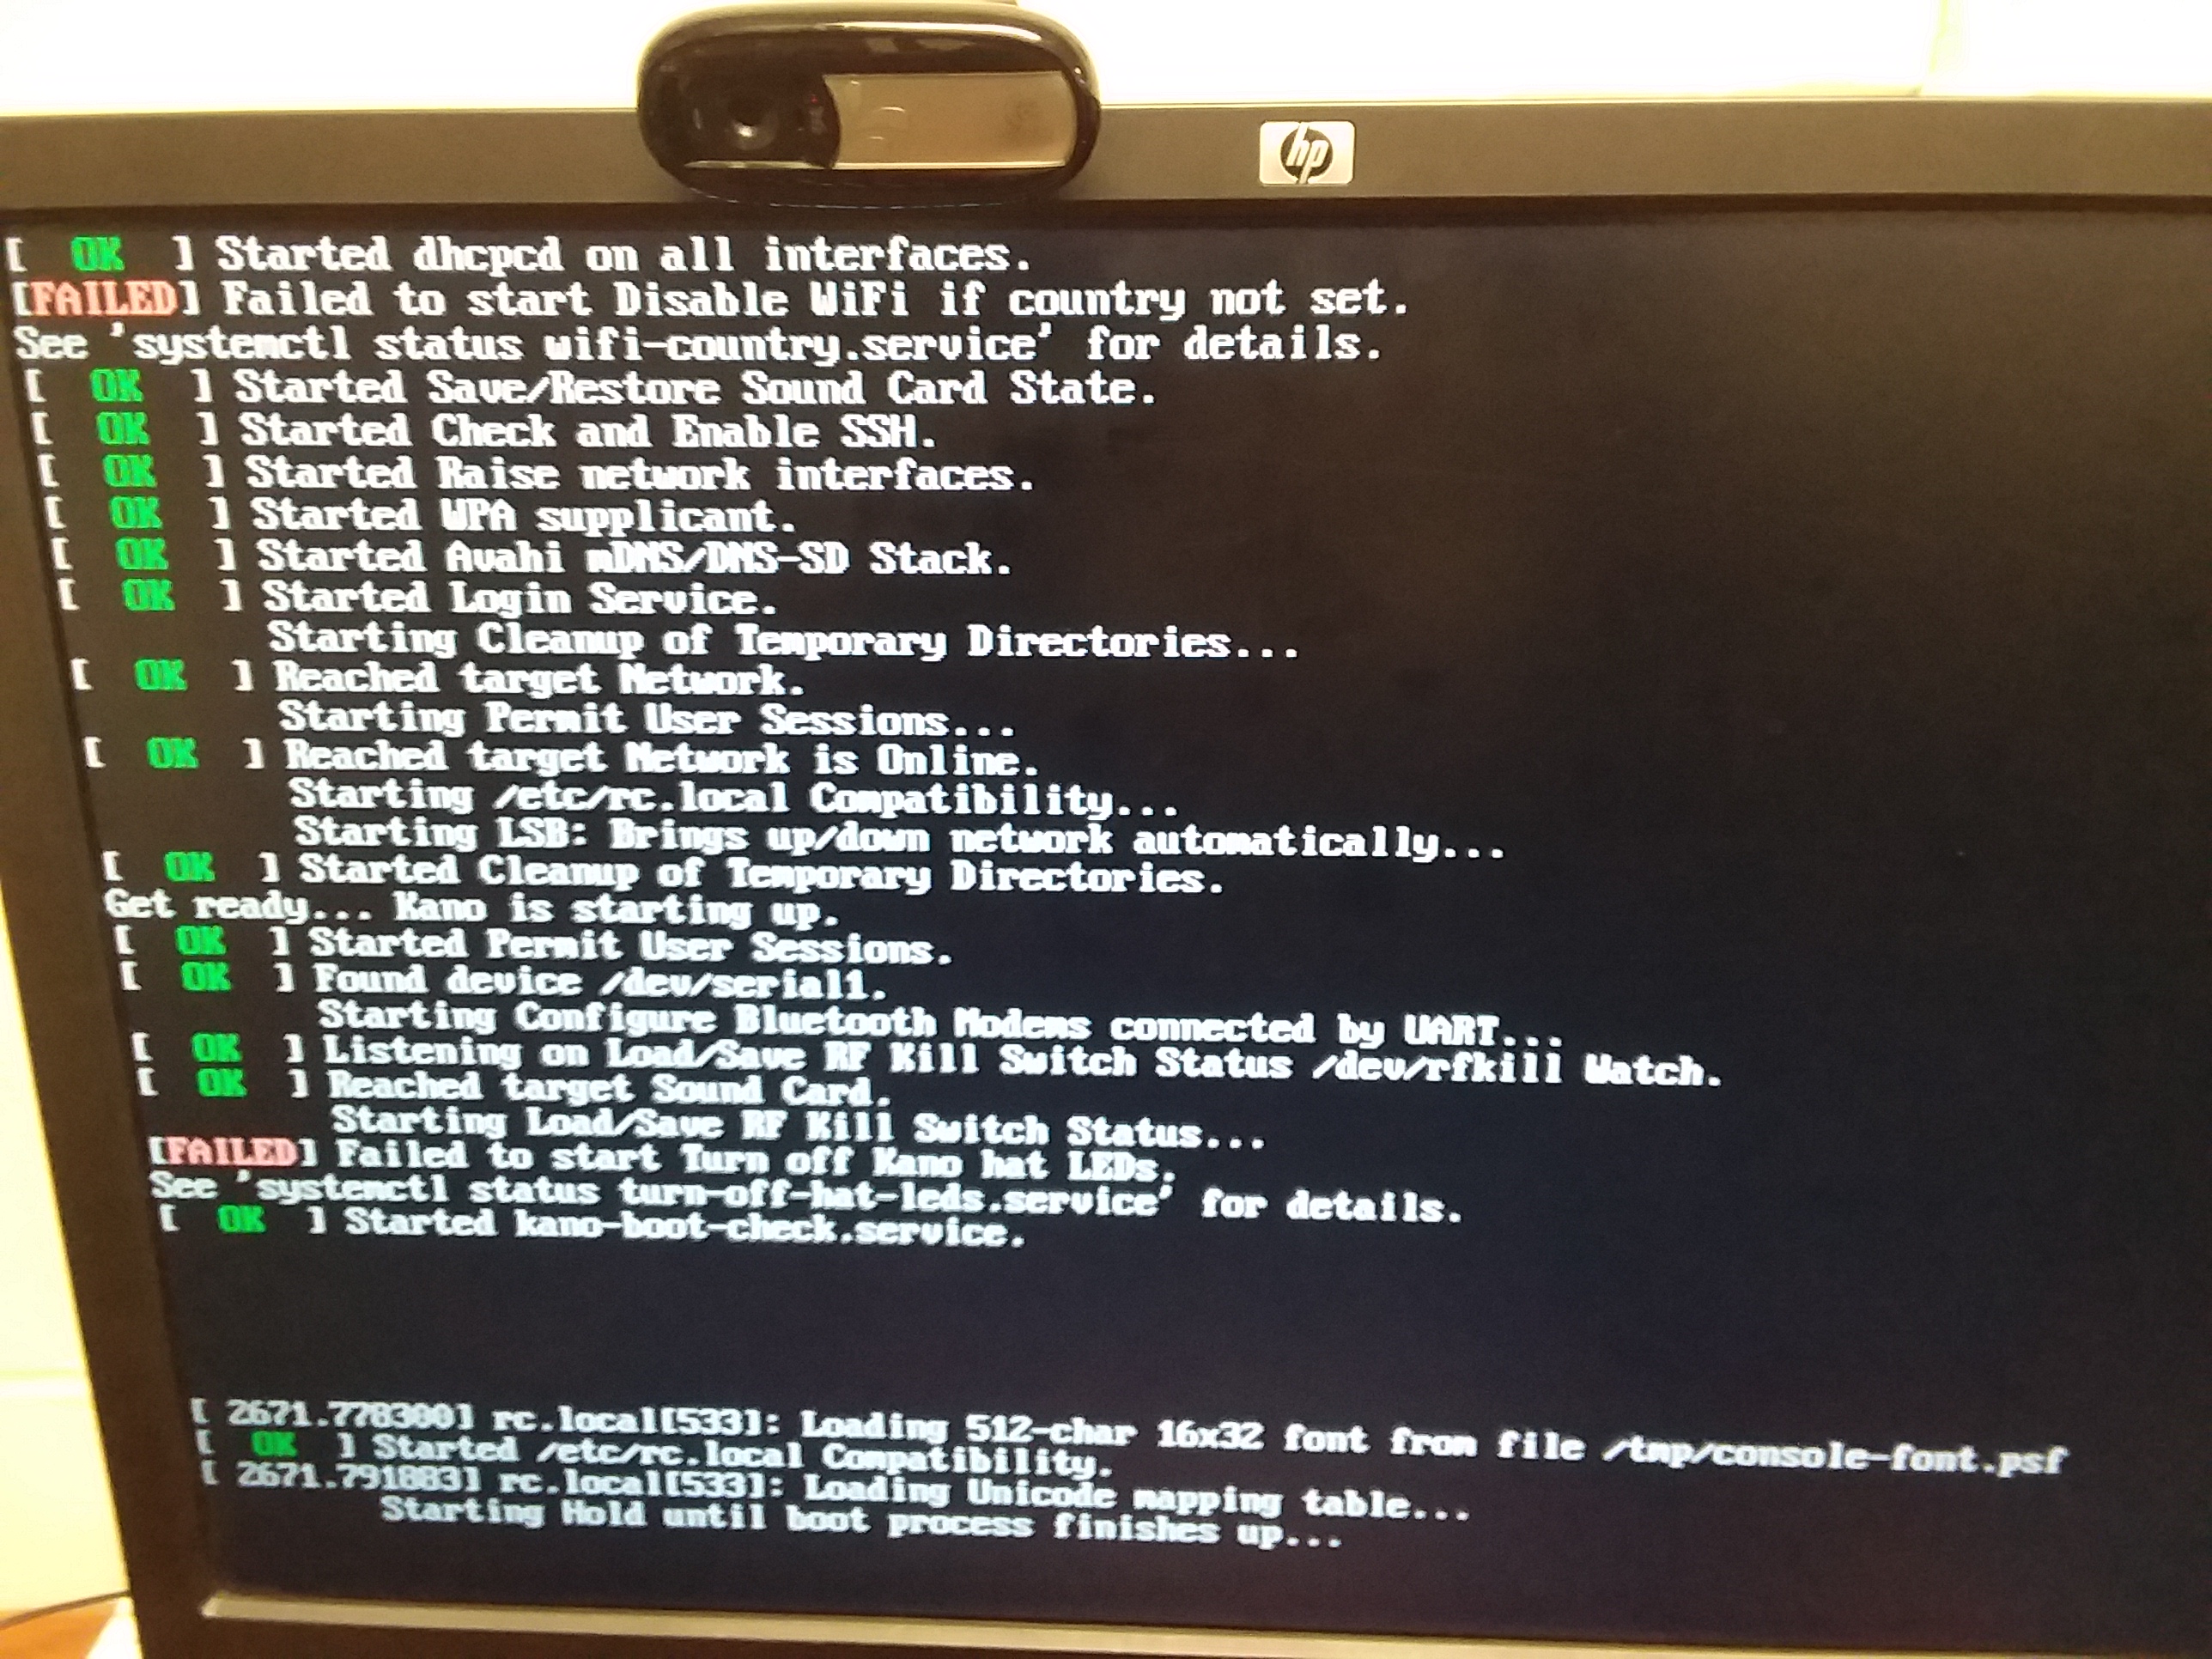 hp
[  OK  ] Started dhcpcd on all interfaces.
[FAILED] Failed to start Disable WiFi if country not set.
See 'systemctl status wifi-country.service' for details.
[  OK  ] Started Save/Restore Sound Card State.
[  OK  ] Started Check and Enable SSH.
[  OK  ] Started Raise network interfaces.
[  OK  ] Started WPA supplicant.
[  OK  ] Started Avahi mDNS/DNS-SD Stack.
[  OK  ] Started Login Service.
Starting Cleanup of Temporary Directories...
[  OK  ] Reached target Network.
Starting Permit User Sessions...
[  OK  ] Reached target Network is Online.
Starting /etc/rc.local Compatibility...
Starting LSB: Brings up/down network automatically...
[  OK  ] Started Cleanup of Temporary Directories.
Get ready... Kano is starting up.
[  OK  ] Started Permit User Sessions.
[  OK  ] Found device /dev/serial1.
Starting Configure Bluetooth Modems connected by UART...
[  OK  ] Listening on Load/Save RF Kill Switch Status /dev/rfkill Watch.
[  OK  ] Reached target Sound Card.
Starting Load/Save RF Kill Switch Status...
[FAILED] Failed to start Turn off Kano hat LEDs.
See 'systemctl status turn-off-hat-leds.service' for details.
[  OK  ] Started kano-boot-check.service.
[ 2671.778300] rc.local[533]: Loading 512-char 16x32 font from file /tmp/console-font.psf
[  OK  ] Started /etc/rc.local Compatibility.
[ 2671.791883] rc.local[533]: Loading Unicode mapping table...
Starting Hold until boot process finishes up...